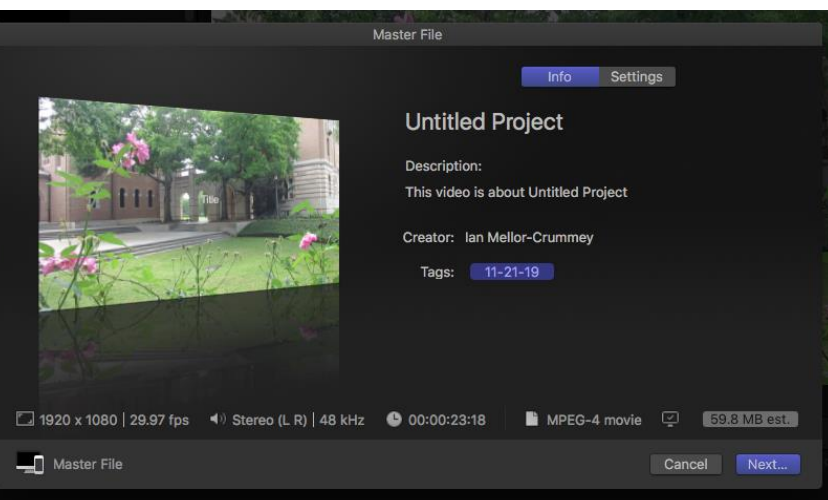 Master File
Info Settings
Untitled Project
Description:
This video is about Untitled Project
Creator: Ian Mellor-Crummey
Tags: 11-21-19
Title
1920 x 1080 | 29.97 fps Stereo (L R) | 48 kHz 00:00:23:18 MPEG-4 movie 59.8 MB est.
Master File Cancel Next...